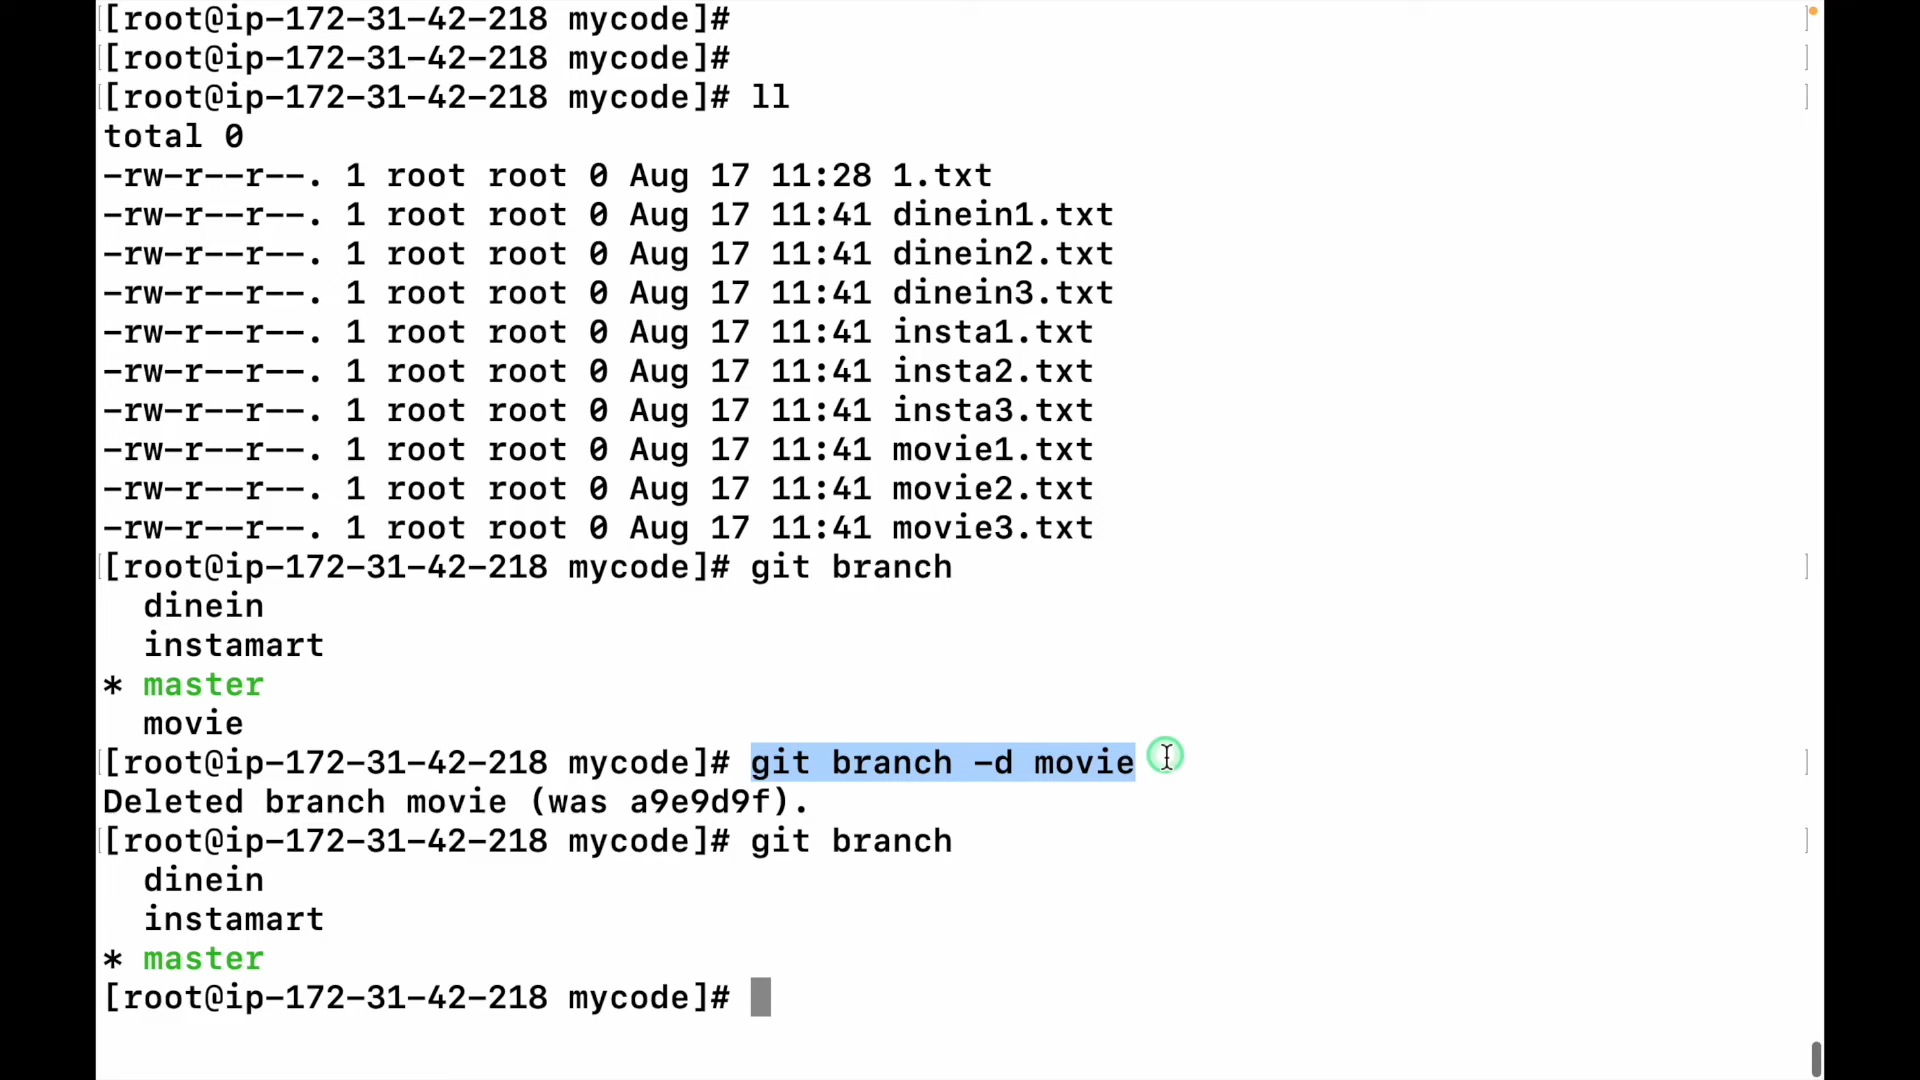 [root@ip-172-31-42-218 mycode]#
[root@ip-172-31-42-218 mycode]#
[root@ip-172-31-42-218 mycode]# ll
total 0
-rw-r--r--. 1 root root 0 Aug 17 11:28 1.txt
-rw-r--r--. 1 root root 0 Aug 17 11:41 dinein1.txt
-rw-r--r--. 1 root root 0 Aug 17 11:41 dinein2.txt
-rw-r--r--. 1 root root 0 Aug 17 11:41 dinein3.txt
-rw-r--r--. 1 root root 0 Aug 17 11:41 insta1.txt
-rw-r--r--. 1 root root 0 Aug 17 11:41 insta2.txt
-rw-r--r--. 1 root root 0 Aug 17 11:41 insta3.txt
-rw-r--r--. 1 root root 0 Aug 17 11:41 movie1.txt
-rw-r--r--. 1 root root 0 Aug 17 11:41 movie2.txt
-rw-r--r--. 1 root root 0 Aug 17 11:41 movie3.txt
[root@ip-172-31-42-218 mycode]# git branch
  dinein
  instamart
* master
  movie
[root@ip-172-31-42-218 mycode]# git branch -d movie
Deleted branch movie (was a9e9d9f).
[root@ip-172-31-42-218 mycode]# git branch
  dinein
  instamart
* master
[root@ip-172-31-42-218 mycode]#